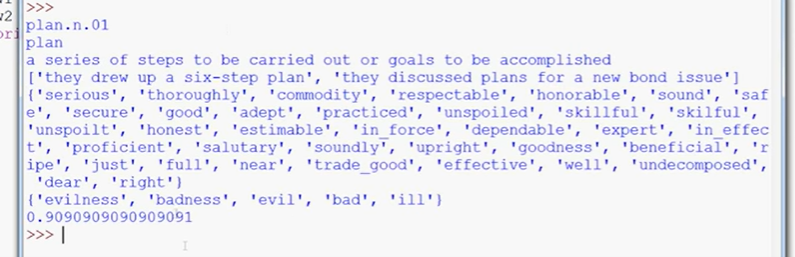 >>>
plan.n.01
plan
a series of steps to be carried out or goals to be accomplished
['they drew up a six-step plan', 'they discussed plans for a new bond issue']
{'serious', 'thoroughly', 'commodity', 'respectable', 'honorable', 'sound', 'saf
e', 'secure', 'good', 'adept', 'practiced', 'unspoiled', 'skillful', 'skilful',
'unspoilt', 'honest', 'estimable', 'in_force', 'dependable', 'expert', 'in_effec
t', 'proficient', 'salutary', 'soundly', 'upright', 'goodness', 'beneficial', 'r
ipe', 'just', 'full', 'near', 'trade_good', 'effective', 'well', 'undecomposed',
'dear', 'right'}
{'evilness', 'badness', 'evil', 'bad', 'ill'}
0.9090909090909091
>>>